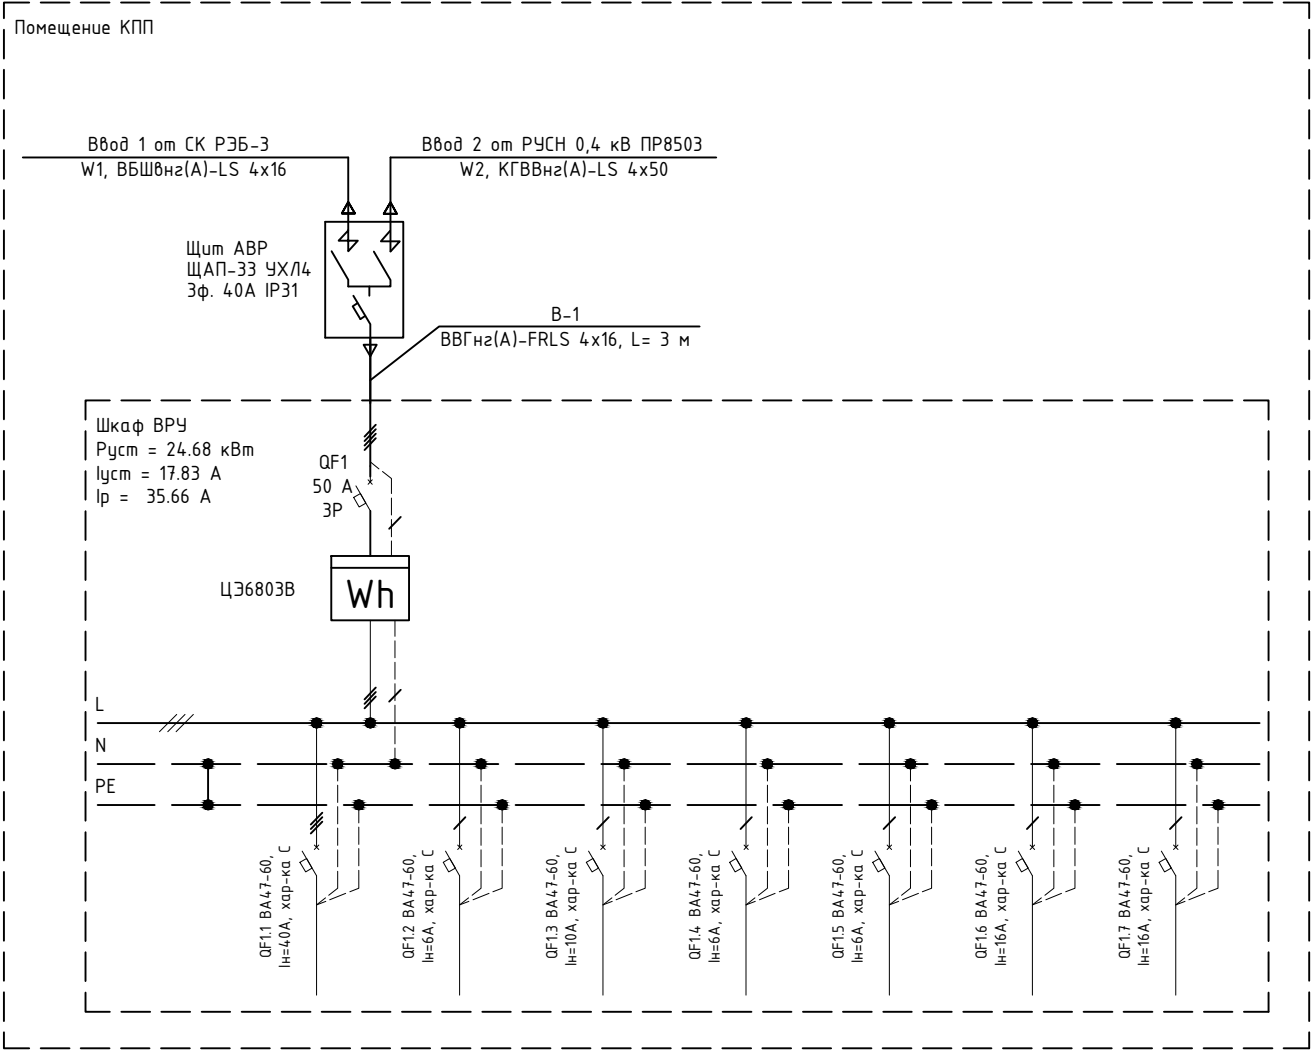 Помещение КПП
Ввод 1 от СК РЭБ-3
W1, ВБШвнг(А)-LS 4х16
Ввод 2 от РУСН 0,4 кВ ПР8503
W2, КГВВнг(А)-LS 4х50
Щит АВР
ЩАП-33 УХЛ4
3ф. 40А IP31
В-1
ВВГнг(А)-FRLS 4х16, L= 3 м
Шкаф ВРУ
Руст = 24.68 кВт
Iуст = 17.83 А
Iр = 35.66 А
QF1
50 А
3Р
ЦЭ6803В
Wh
L
N
PE
QF1.1 ВА47-60,
Iн=40А, хар-ка С
QF1.2 ВА47-60,
Iн=6А, хар-ка С
QF1.3 ВА47-60,
Iн=10А, хар-ка С
QF1.4 ВА47-60,
Iн=6А, хар-ка С
QF1.5 ВА47-60,
Iн=6А, хар-ка С
QF1.6 ВА47-60,
Iн=16А, хар-ка С
QF1.7 ВА47-60,
Iн=16А, хар-ка С